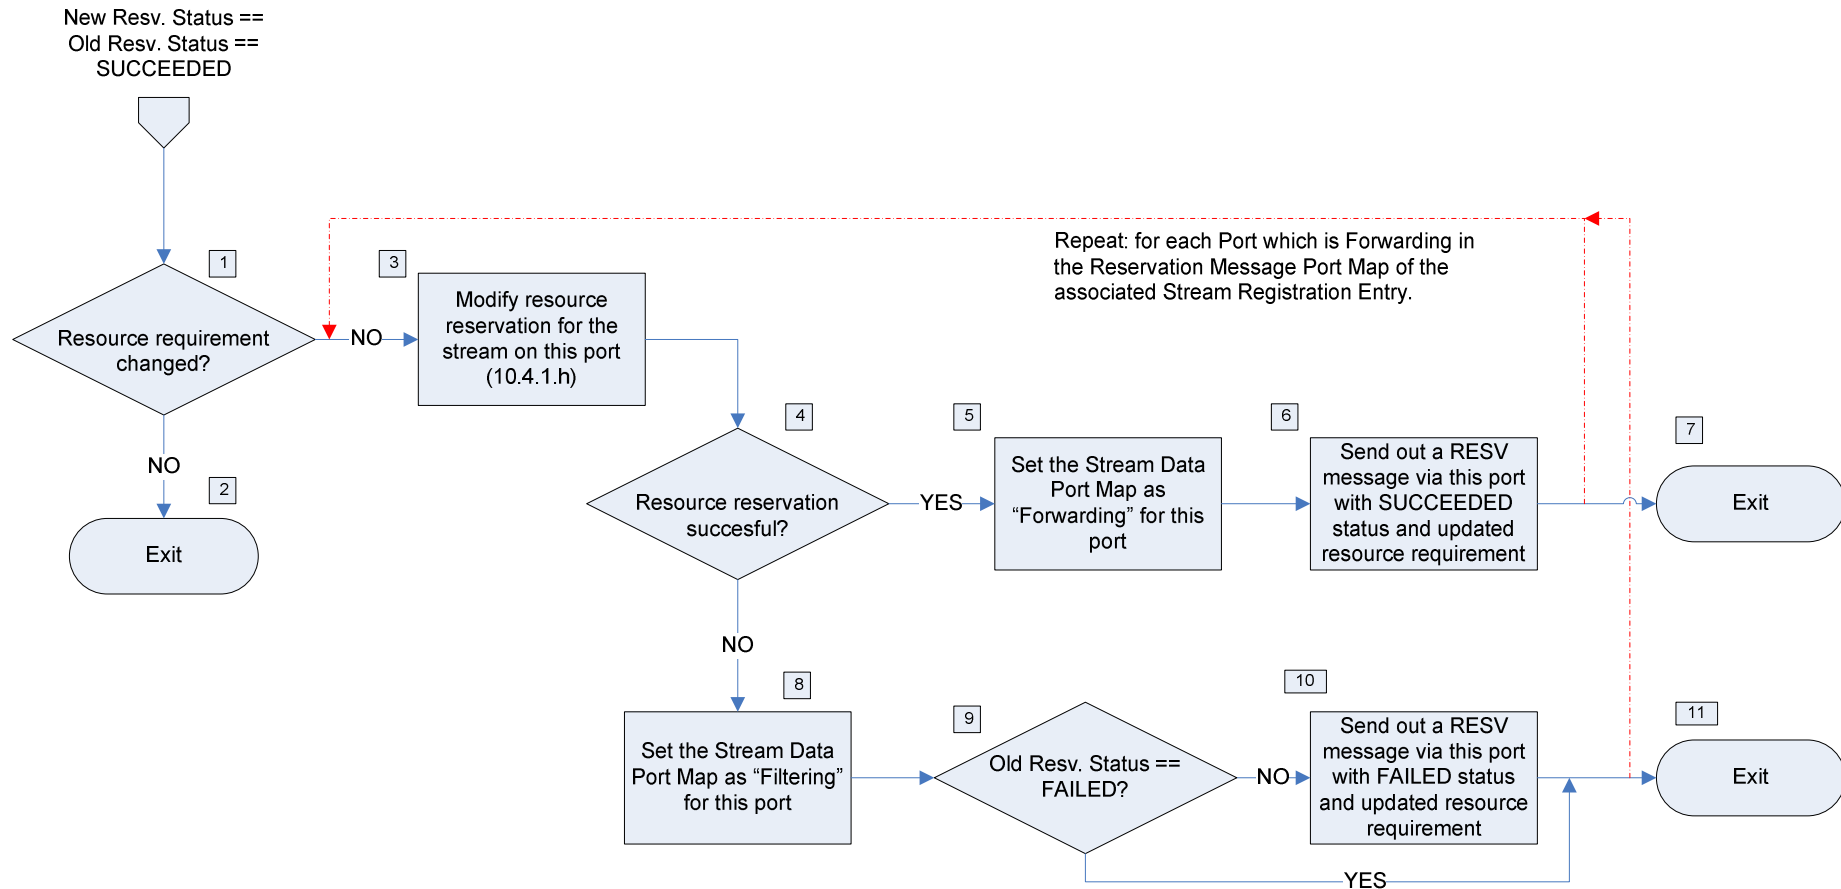 New Resv. Status ==
Old Resv. Status ==
SUCCEEDED
1
Resource requirement
changed?
NO
2
Exit
NO
3
Modify resource
reservation for the
stream on this port
(10.4.1.h)
Repeat: for each Port which is Forwarding in
the Reservation Message Port Map of the
associated Stream Registration Entry.
4
Resource reservation
succesful?
YES
5
Set the Stream Data
Port Map as
“Forwarding” for this
port
6
Send out a RESV
message via this port
with SUCCEEDED
status and updated
resource requirement
7
Exit
NO
8
Set the Stream Data
Port Map as “Filtering”
for this port
9
Old Resv. Status ==
FAILED?
NO
10
Send out a RESV
message via this port
with FAILED status
and updated resource
requirement
11
Exit
YES